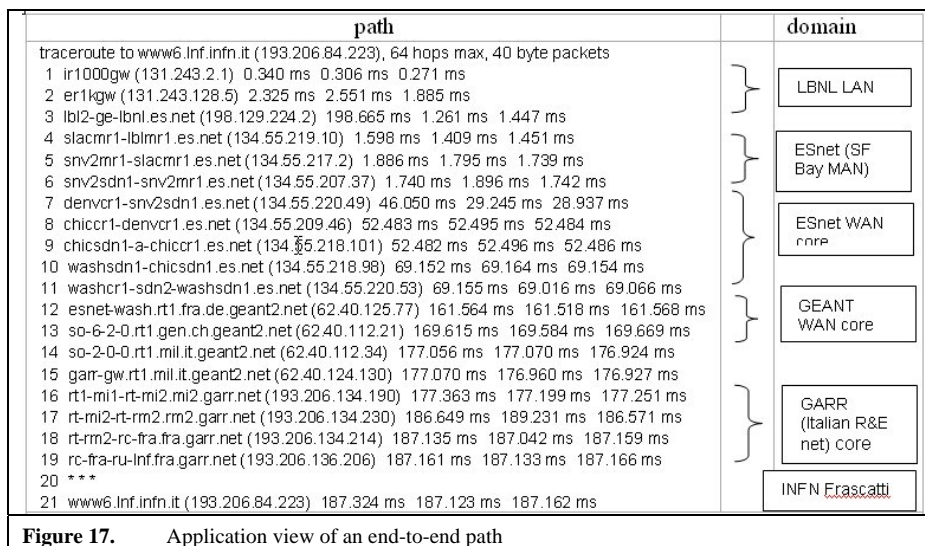 path
domain
traceroute to www6.lnf.infn.it (193.206.84.223), 64 hops max, 40 byte packets
1 ir1000gw (131.243.2.1) 0.340 ms 0.306 ms 0.271 ms
2 er1kgw (131.243.128.5) 2.325 ms 2.551 ms 1.885 ms
3 lbl2-ge-lbnl.es.net (198.129.224.2) 198.665 ms 1.261 ms 1.447 ms
LBNL LAN
4 slacmr1-lblmr1.es.net (134.55.219.10) 1.598 ms 1.409 ms 1.451 ms
5 snv2mr1-slacmr1.es.net (134.55.217.2) 1.886 ms 1.795 ms 1.739 ms
6 snv2sdn1-snv2mr1.es.net (134.55.207.37) 1.740 ms 1.896 ms 1.742 ms
ESnet (SF
Bay MAN)
7 denvcr1-snv2sdn1.es.net (134.55.220.49) 46.050 ms 29.245 ms 28.937 ms
8 chiccr1-denvcr1.es.net (134.55.209.46) 52.483 ms 52.495 ms 52.484 ms
9 chicsdn1-a-chiccr1.es.net (134.55.218.101) 52.482 ms 52.496 ms 52.486 ms
10 washsdn1-chicsdn1.es.net (134.55.218.98) 69.152 ms 69.164 ms 69.154 ms
11 washcr1-sdn2-washsdn1.es.net (134.55.220.53) 69.155 ms 69.016 ms 69.066 ms
ESnet WAN
core
12 esnet-wash.rt1.fra.de.geant2.net (62.40.125.77) 161.564 ms 161.518 ms 161.568 ms
13 so-6-2-0.rt1.gen.ch.geant2.net (62.40.112.21) 169.615 ms 169.584 ms 169.669 ms
14 so-2-0-0.rt1.mil.it.geant2.net (62.40.112.34) 177.056 ms 177.070 ms 176.924 ms
15 garr-gw.rt1.mil.it.geant2.net (62.40.124.130) 177.070 ms 176.960 ms 176.927 ms
GEANT
WAN core
16 rt1-mi1-rt-mi2.mi2.garr.net (193.206.134.190) 177.363 ms 177.199 ms 177.251 ms
17 rt-mi2-rt-rm2.rm2.garr.net (193.206.134.230) 186.649 ms 189.231 ms 186.571 ms
18 rt-rm2-rc-fra.fra.garr.net (193.206.134.214) 187.135 ms 187.042 ms 187.159 ms
19 rc-fra-ru-lnf.fra.garr.net (193.206.136.206) 187.161 ms 187.133 ms 187.166 ms
GARR
(Italian R&E
net) core
20 ***
21 www6.lnf.infn.it (193.206.84.223) 187.324 ms 187.123 ms 187.162 ms
INFN Frascatti
Figure 17. Application view of an end-to-end path